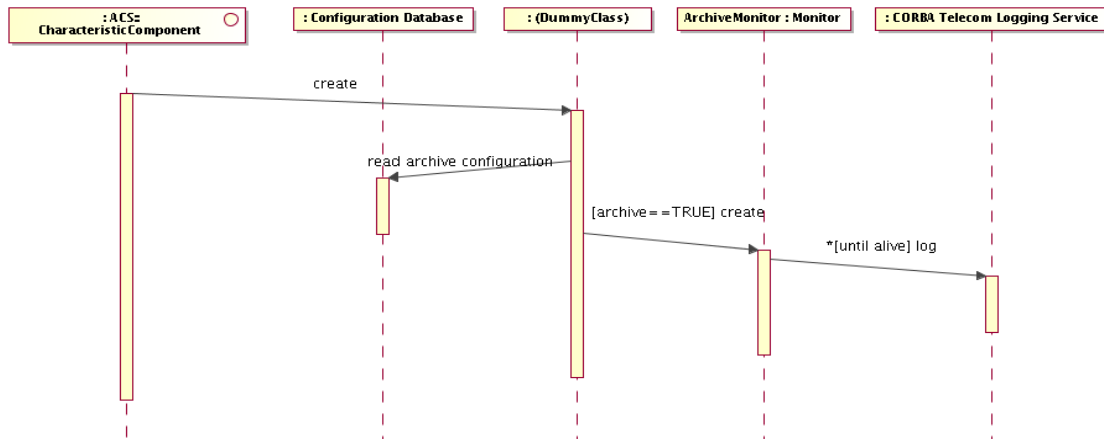 : ACS::
CharacteristicComponent
: Configuration Database
: (DummyClass)
ArchiveMonitor : Monitor
: CORBA Telecom Logging Service
create
read archive configuration
[archive==TRUE] create
*[until alive] log